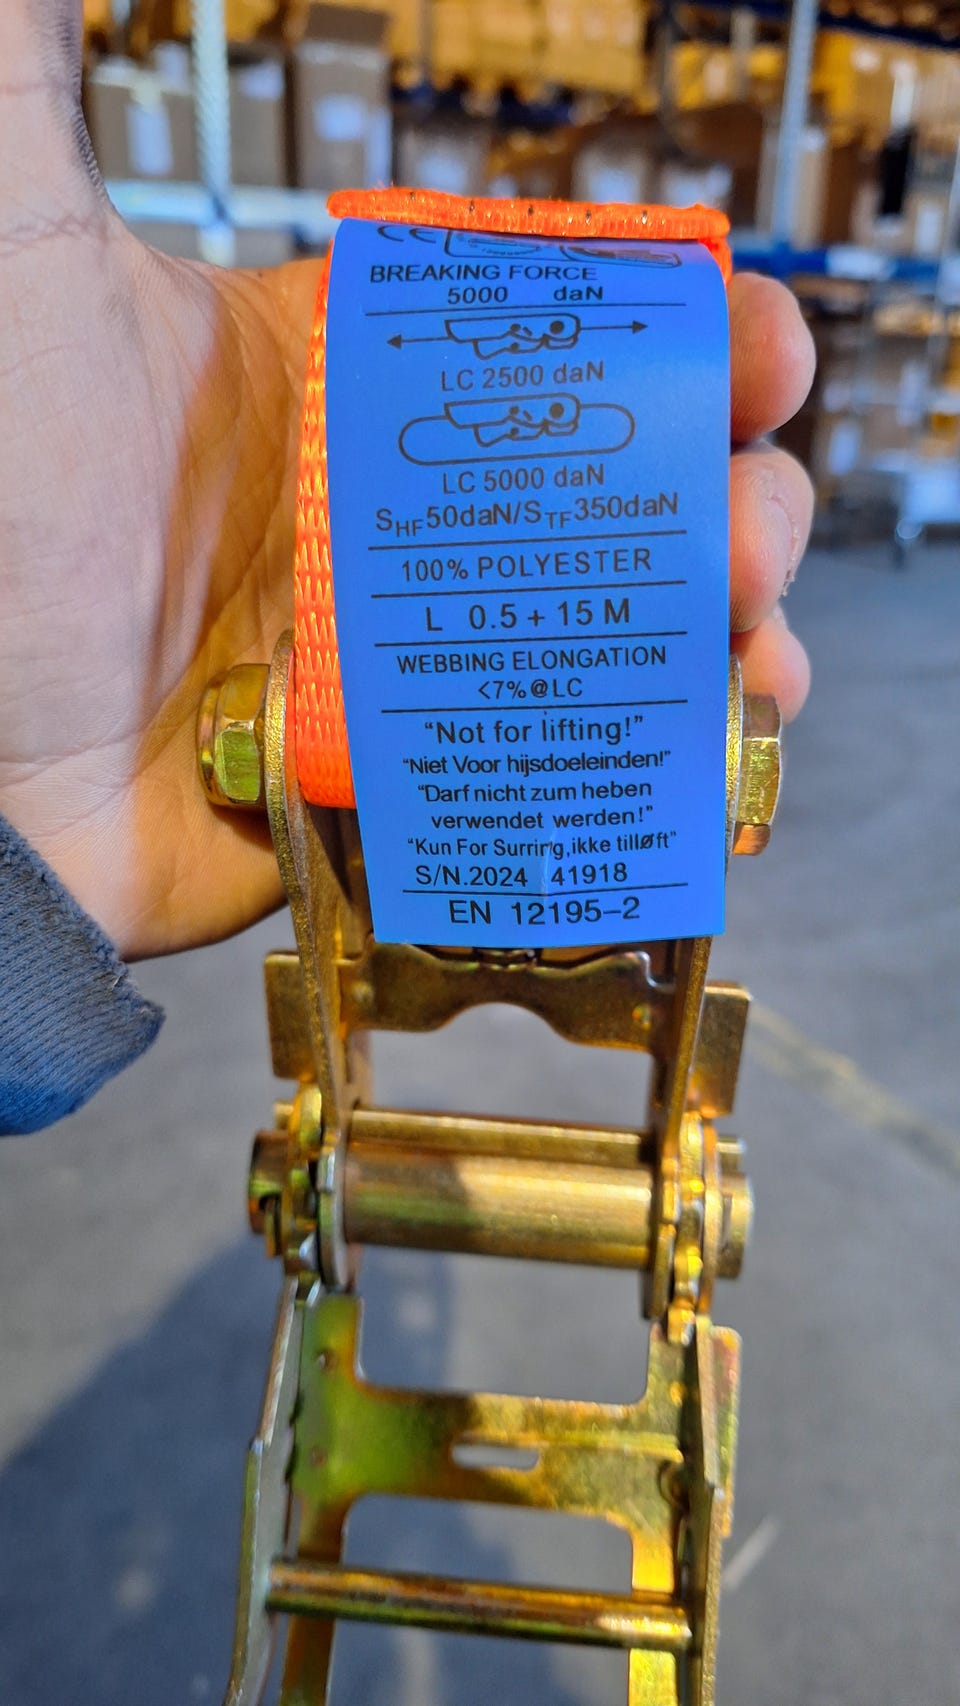 CE
BREAKING FORCE
5000 daN
LC 2500 daN
LC 5000 daN
SHF50daN/STF350daN
100% POLYESTER
L 0.5 + 15 M
WEBBING ELONGATION
<7%@LC
“Not for lifting!”
“Niet Voor hijsdoeleinden!”
“Darf nicht zum heben
verwendet werden!”
“Kun For Surring,ikke tilløft”
S/N.2024 41918
EN 12195–2